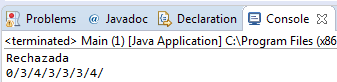 Problems @ Javadoc Declaration Console
<terminated> Main (1) [Java Application] C:\Program Files (x86
Rechazada
0/3/4/3/3/3/4/